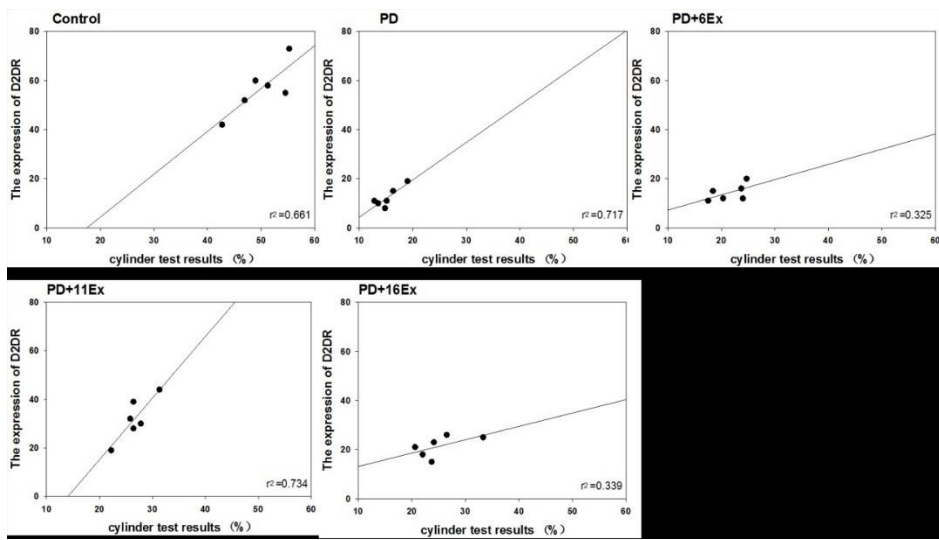 Control
The expression of D2DR
80
60
40
20
0
r²=0.661
10 20 30 40 50 60
cylinder test results (%)
PD
The expression of D2DR
80
60
40
20
0
r²=0.717
10 20 30 40 50 60
cylinder test results (%)
PD+6Ex
The expression of D2DR
80
60
40
20
0
r²=0.325
10 20 30 40 50 60
cylinder test results (%)
PD+11Ex
The expression of D2DR
80
60
40
20
0
r²=0.734
10 20 30 40 50 60
cylinder test results (%)
PD+16Ex
The expression of D2DR
80
60
40
20
0
r²=0.339
10 20 30 40 50 60
cylinder test results (%)